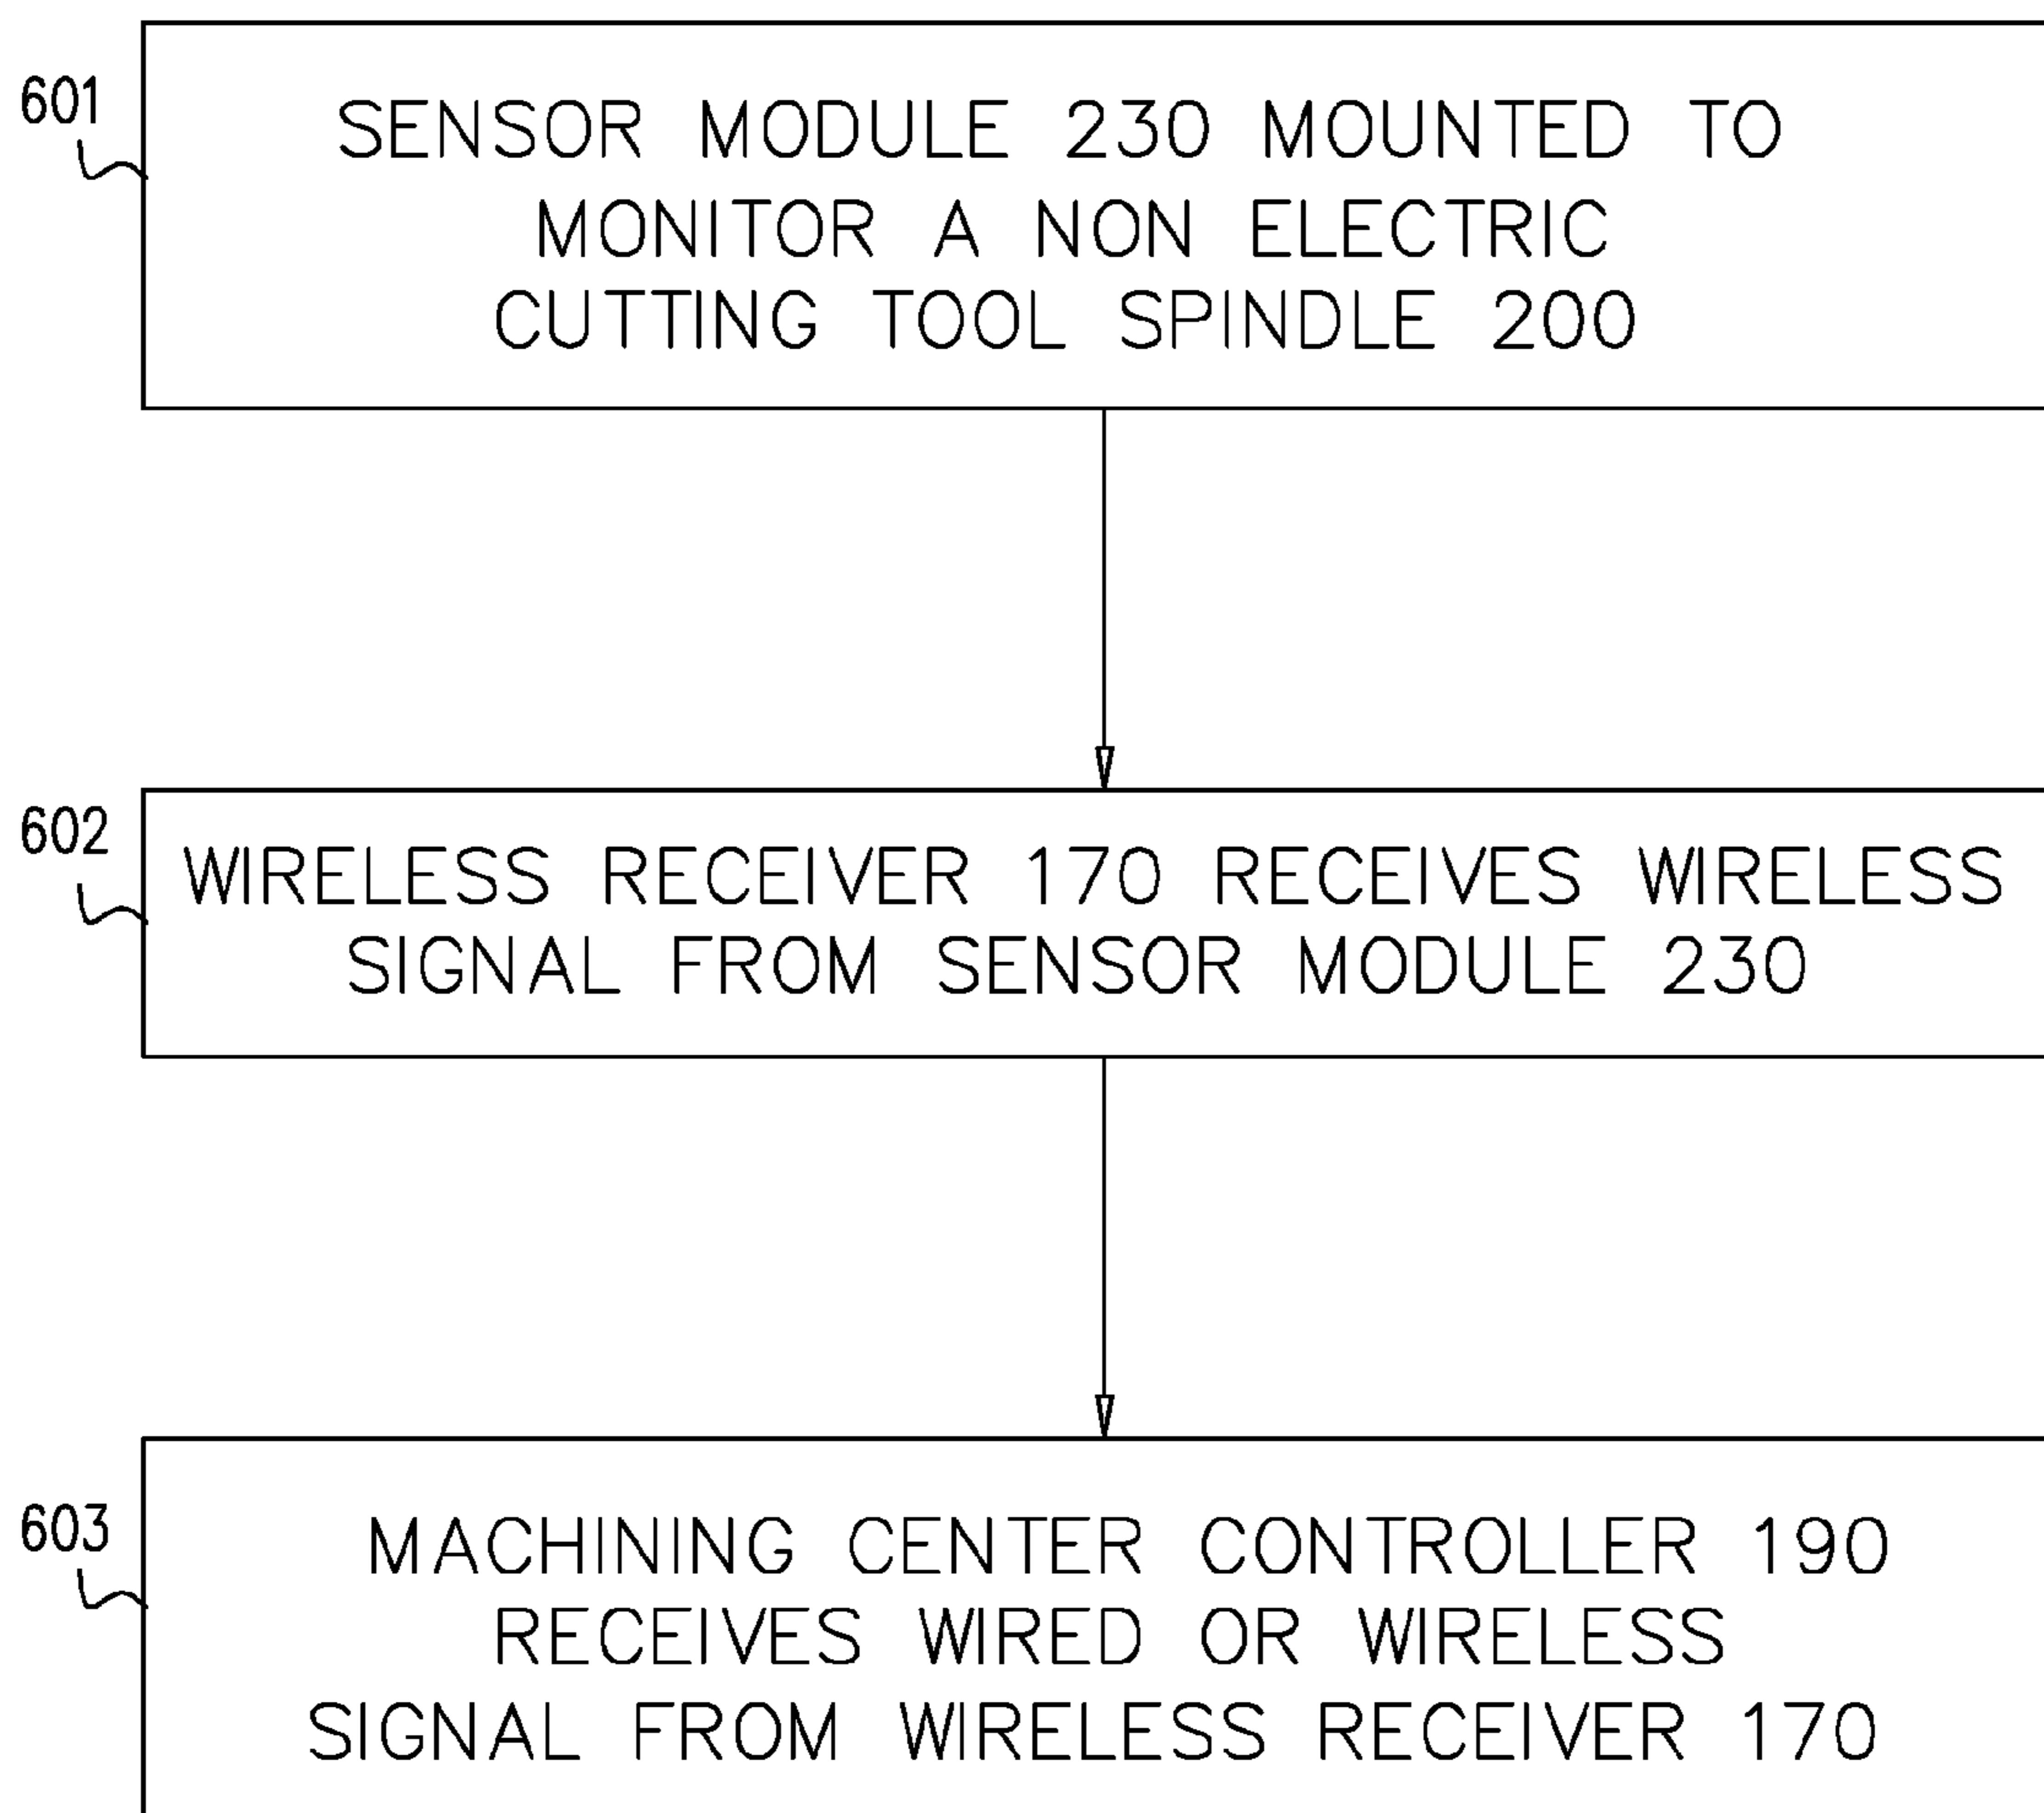 601
SENSOR MODULE 230 MOUNTED TO
MONITOR A NON ELECTRIC
CUTTING TOOL SPINDLE 200
602
WIRELESS RECEIVER 170 RECEIVES WIRELESS
SIGNAL FROM SENSOR MODULE 230
603
MACHINING CENTER CONTROLLER 190
RECEIVES WIRED OR WIRELESS
SIGNAL FROM WIRELESS RECEIVER 170